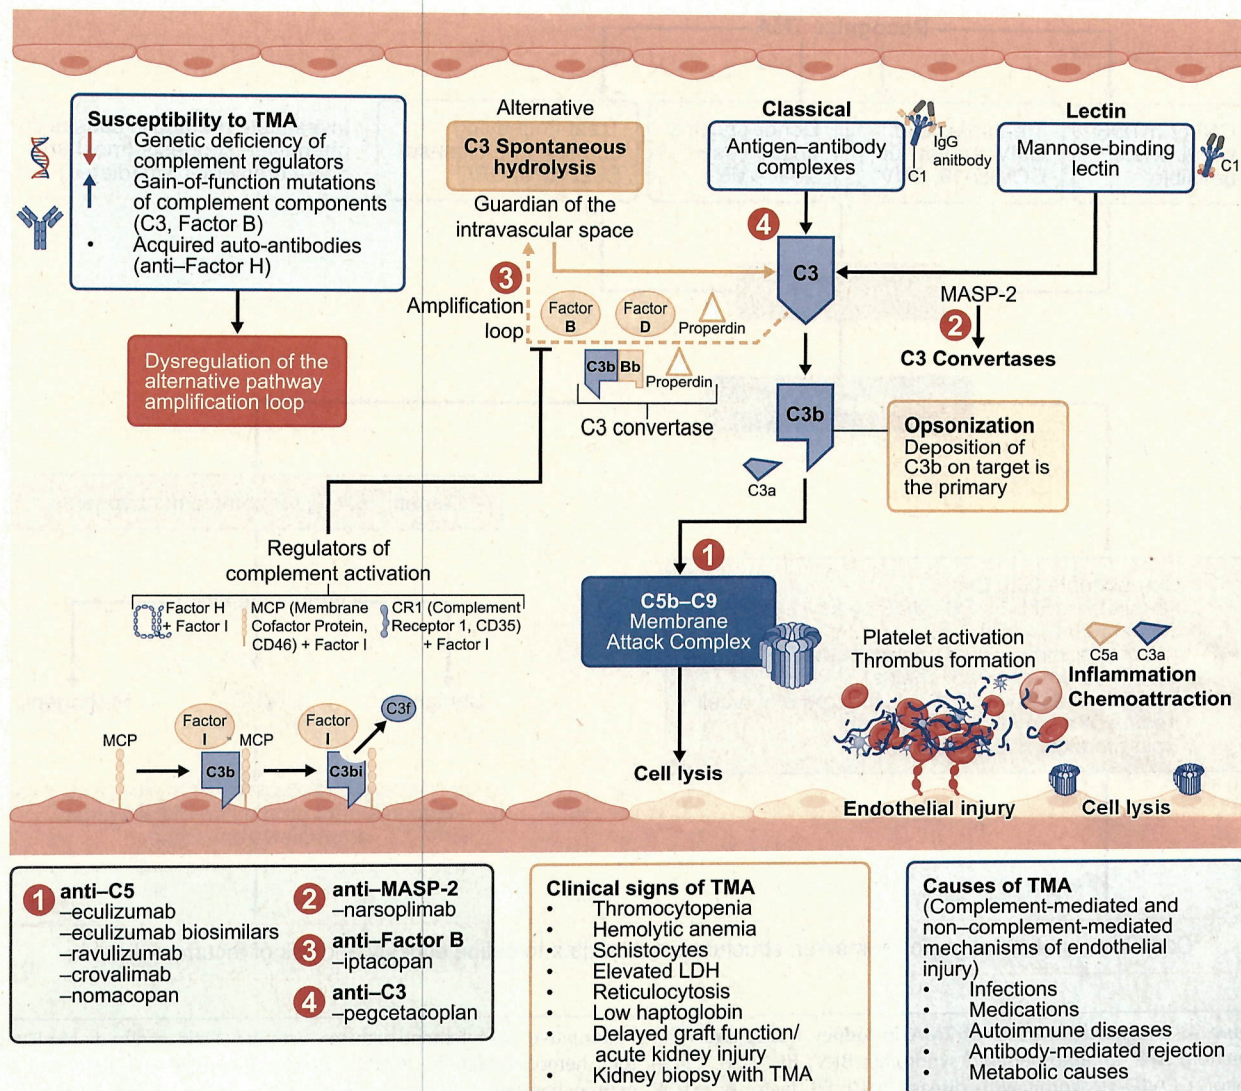 Susceptibility to TMA
Genetic deficiency of
complement regulators
Gain-of-function mutations
of complement components
(C3, Factor B)
• Acquired auto-antibodies
(anti–Factor H)
Dysregulation of the
alternative pathway
amplification loop
Alternative
C3 Spontaneous
hydrolysis
Guardian of the
intravascular space
3
Amplification
loop
Factor
B
Factor
D
Properdin
C3b
Bb
Properdin
C3 convertase
Classical
Antigen–antibody
complexes
IgG
anitbody
C1
Lectin
Mannose-binding
lectin
C1
4
C3
MASP-2
2
C3 Convertases
C3b
C3a
Opsonization
Deposition of
C3b on target is
the primary
1
C5b–C9
Membrane
Attack Complex
Cell lysis
Regulators of
complement activation
Factor H
+ Factor I
MCP (Membrane
Cofactor Protein,
CD46) + Factor I
CR1 (Complement
Receptor 1, CD35)
+ Factor I
MCP
Factor
I
MCP
C3b
Factor
I
C3bi
C3f
Platelet activation
Thrombus formation
C5a
C3a
Inflammation
Chemoattraction
Endothelial injury
Cell lysis
1 anti–C5
–eculizumab
–eculizumab biosimilars
–ravulizumab
–crovalimab
–nomacopan
2 anti–MASP-2
–narsoplimab
3 anti–Factor B
–iptacopan
4 anti–C3
–pegcetacoplan
Clinical signs of TMA
• Thromocytopenia
• Hemolytic anemia
• Schistocytes
• Elevated LDH
• Reticulocytosis
• Low haptoglobin
• Delayed graft function/
acute kidney injury
• Kidney biopsy with TMA
Causes of TMA
(Complement-mediated and
non–complement-mediated
mechanisms of endothelial
injury)
• Infections
• Medications
• Autoimmune diseases
• Antibody-mediated rejection
• Metabolic causes